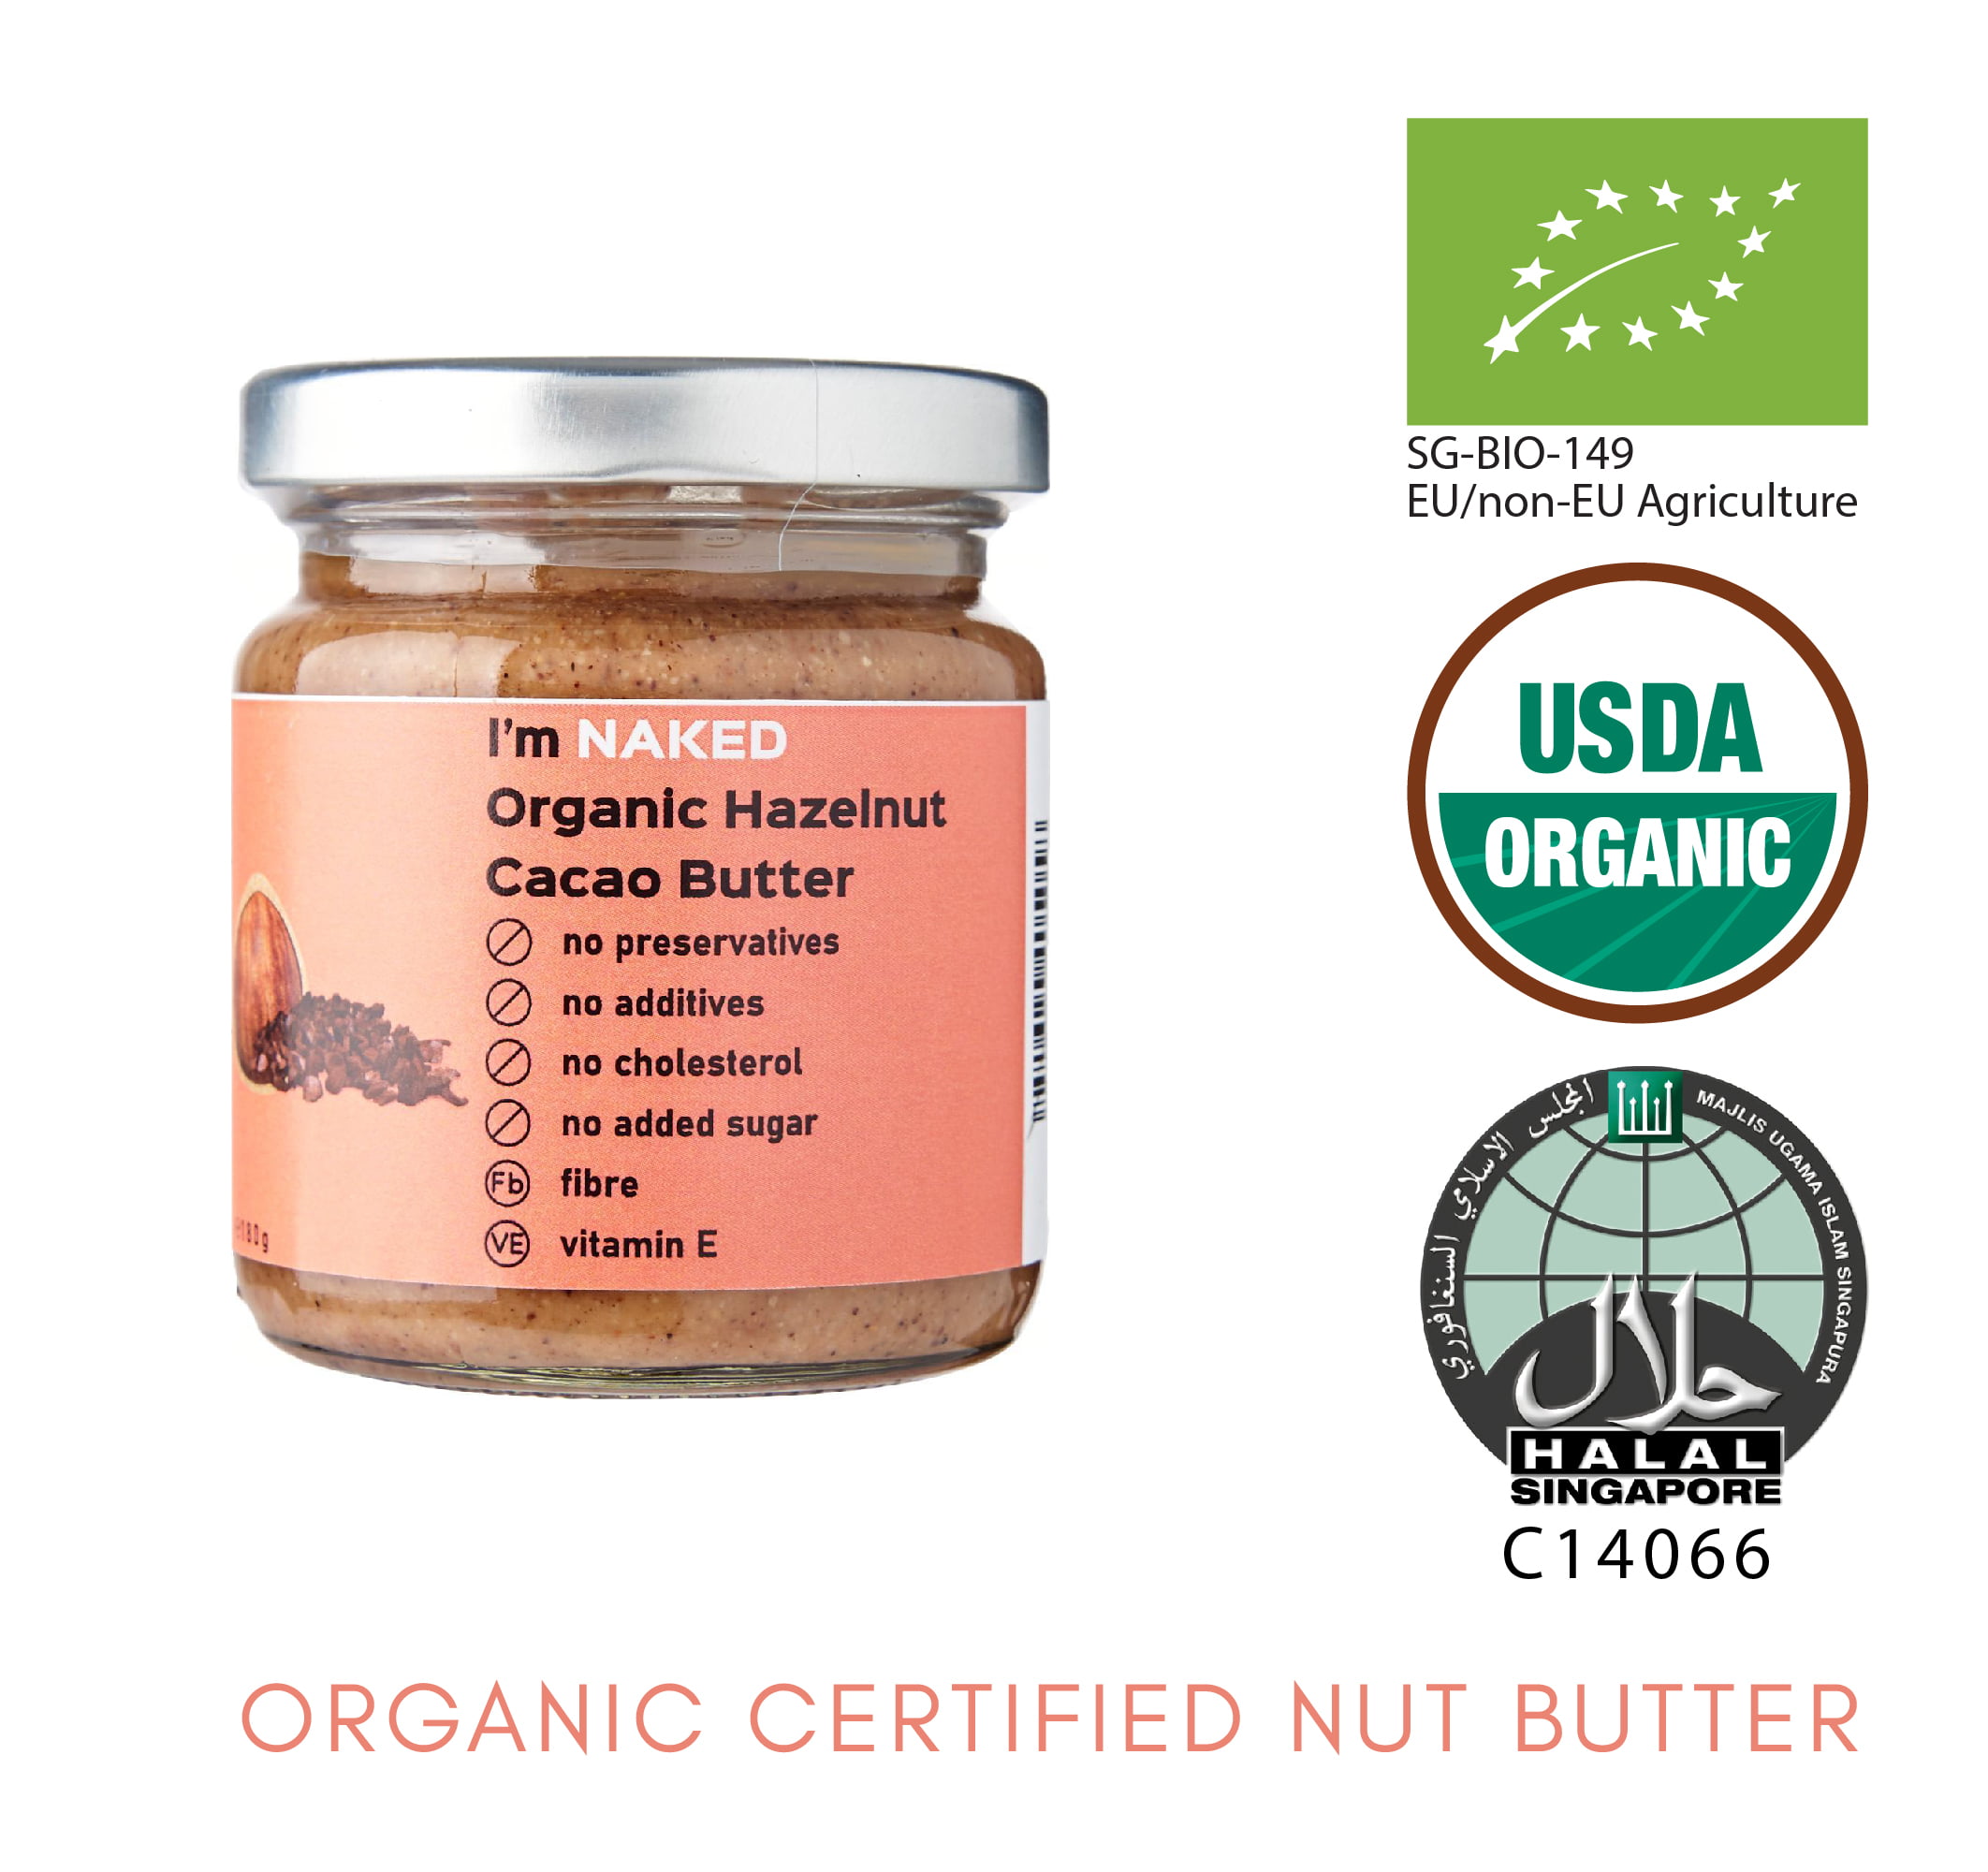 I'm NAKED
Organic Hazelnut
Cacao Butter
no preservatives
no additives
no cholesterol
no added sugar
Fb fibre
VE vitamin E
180g
SG-BIO-149
EU/non-EU Agriculture
USDA
ORGANIC
المجلس الاسلامي السنغافوري
MAJLIS UGAMA ISLAM SINGAPURA
حلال
HALAL
SINGAPORE
C14066
ORGANIC CERTIFIED NUT BUTTER